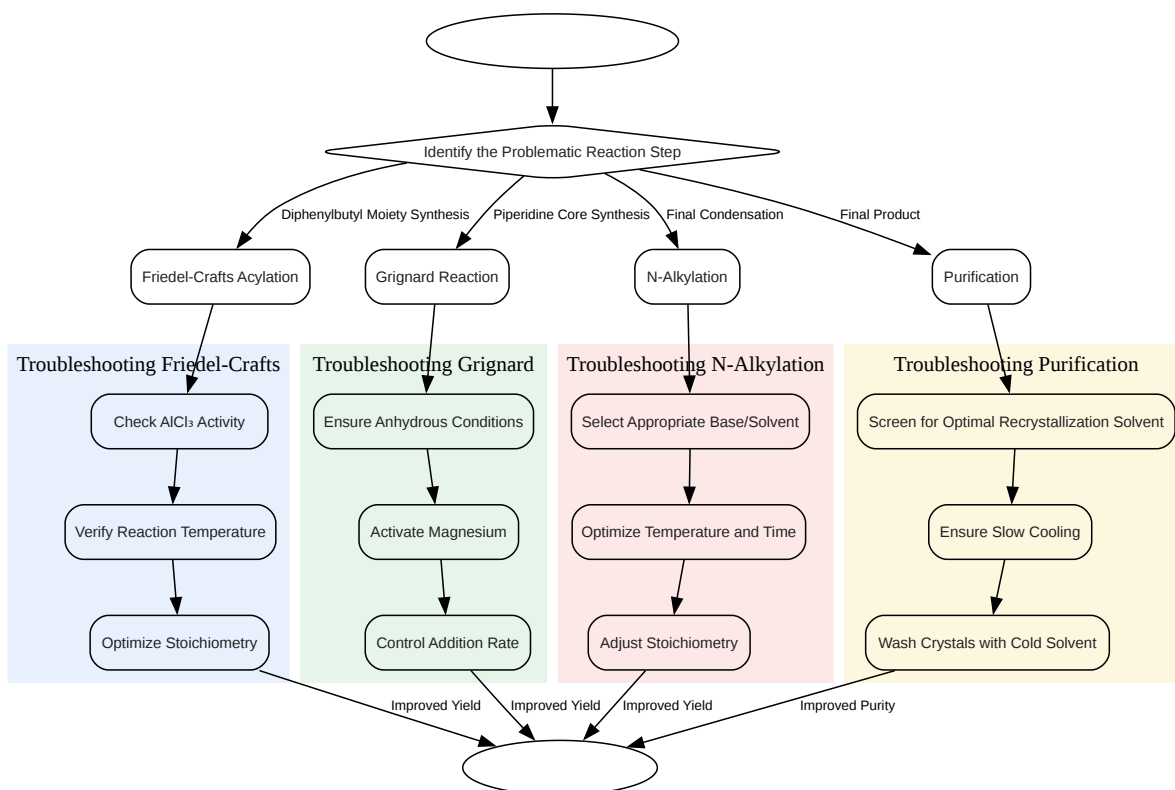 Identify the Problematic Reaction Step
Diphenylbutyl Moiety Synthesis
Piperidine Core Synthesis
Final Condensation
Final Product
Friedel-Crafts Acylation
Grignard Reaction
N-Alkylation
Purification
Troubleshooting Friedel-Crafts
Troubleshooting Grignard
Troubleshooting N-Alkylation
Troubleshooting Purification
Check AlCl₃ Activity
Ensure Anhydrous Conditions
Select Appropriate Base/Solvent
Screen for Optimal Recrystallization Solvent
Verify Reaction Temperature
Activate Magnesium
Optimize Temperature and Time
Ensure Slow Cooling
Optimize Stoichiometry
Control Addition Rate
Adjust Stoichiometry
Wash Crystals with Cold Solvent
Improved Yield
Improved Yield
Improved Yield
Improved Purity